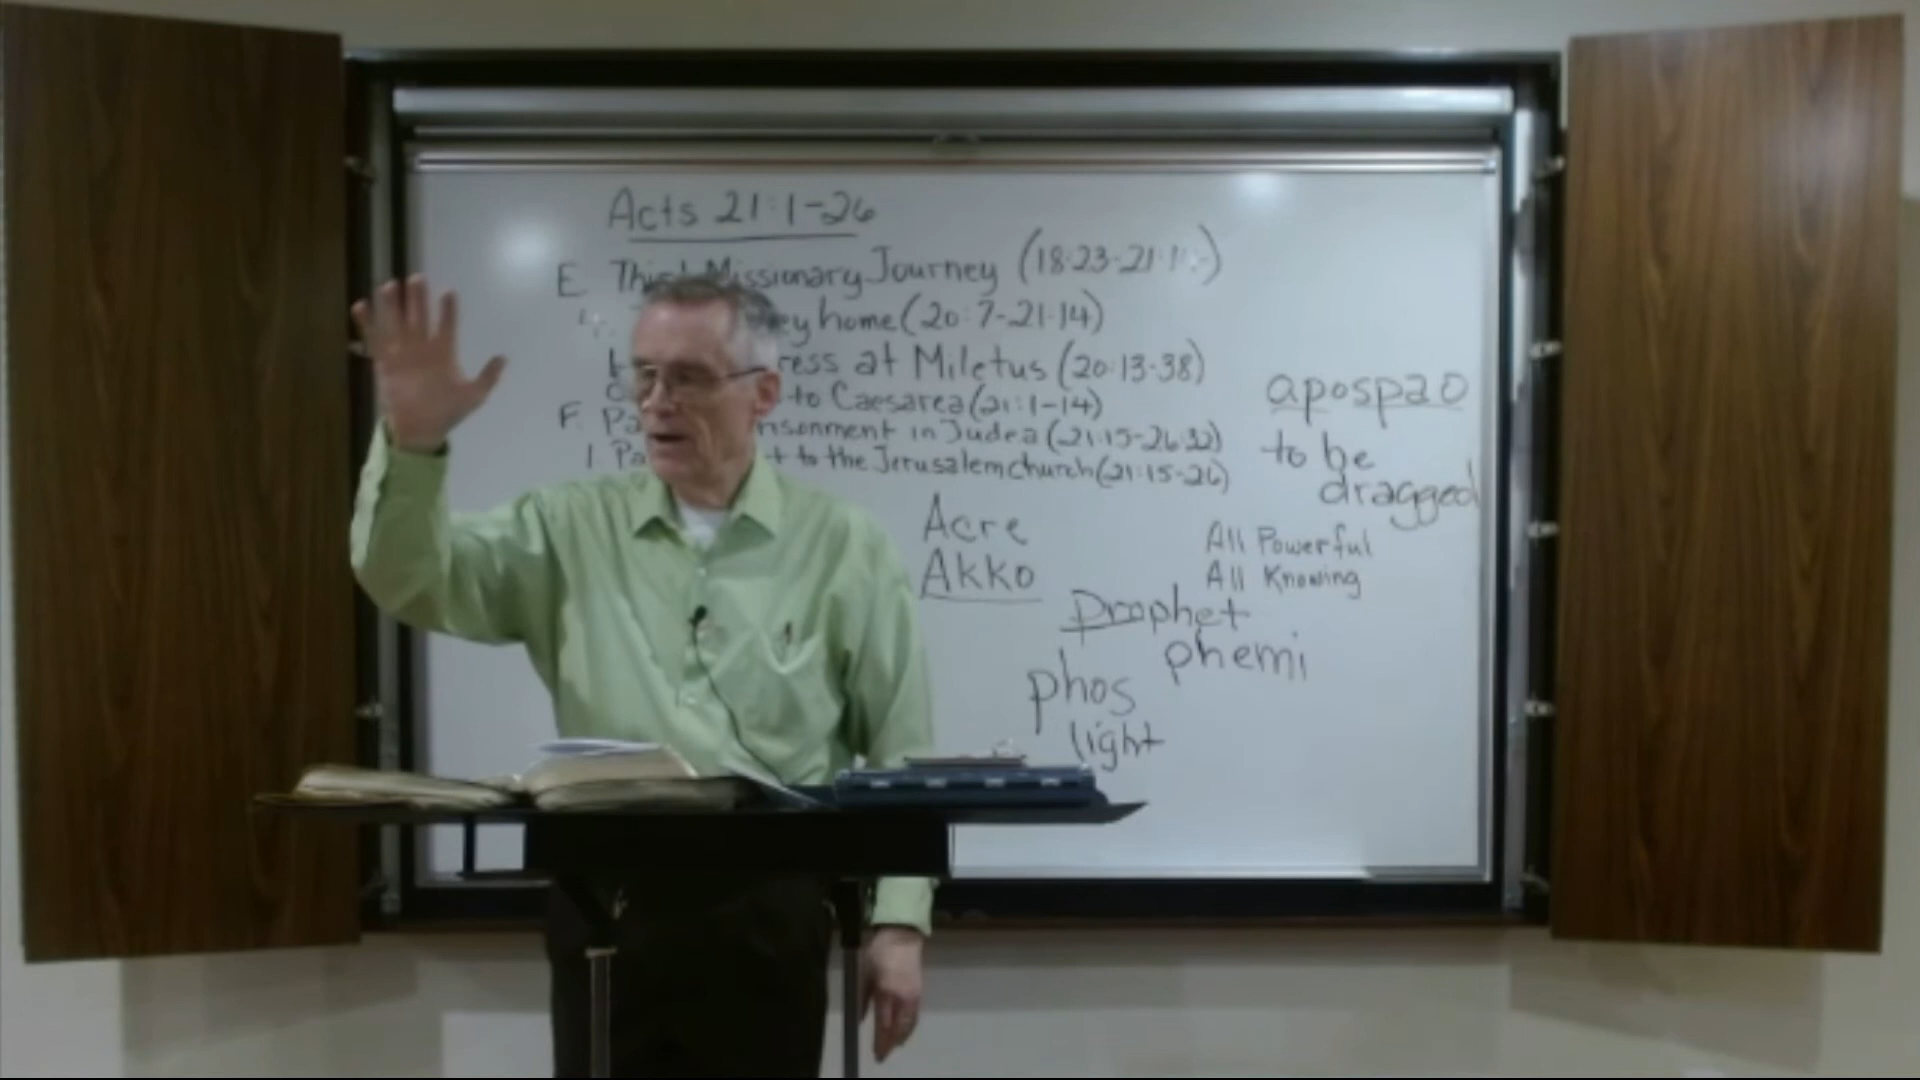 Acts 21:1-26
E. Third Missionary Journey (18:23-21:
home (20:7-21:14)
at Miletus (20:13-38)
to Caesarea (21:1-14)
F. in Judea (21:15-26:32)
1 to the Jerusalem church (21:15-26)
apospao
to be
dragged
Acre
Akko
All Powerful
All Knowing
Prophet
phemi
phos
light